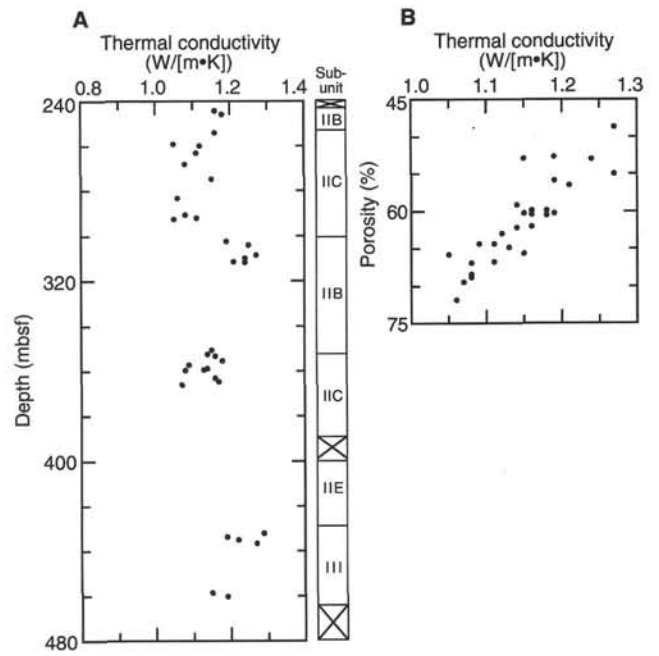 A
Thermal conductivity
(W/[m•K])
0.8 1.0 1.2 1.4
Sub-
unit
240
320
400
480
Depth (mbsf)
IIB
IIC
IIB
IIC
IIE
III
B
Thermal conductivity
(W/[m•K])
1.0 1.1 1.2 1.3
45
60
75
Porosity (%)